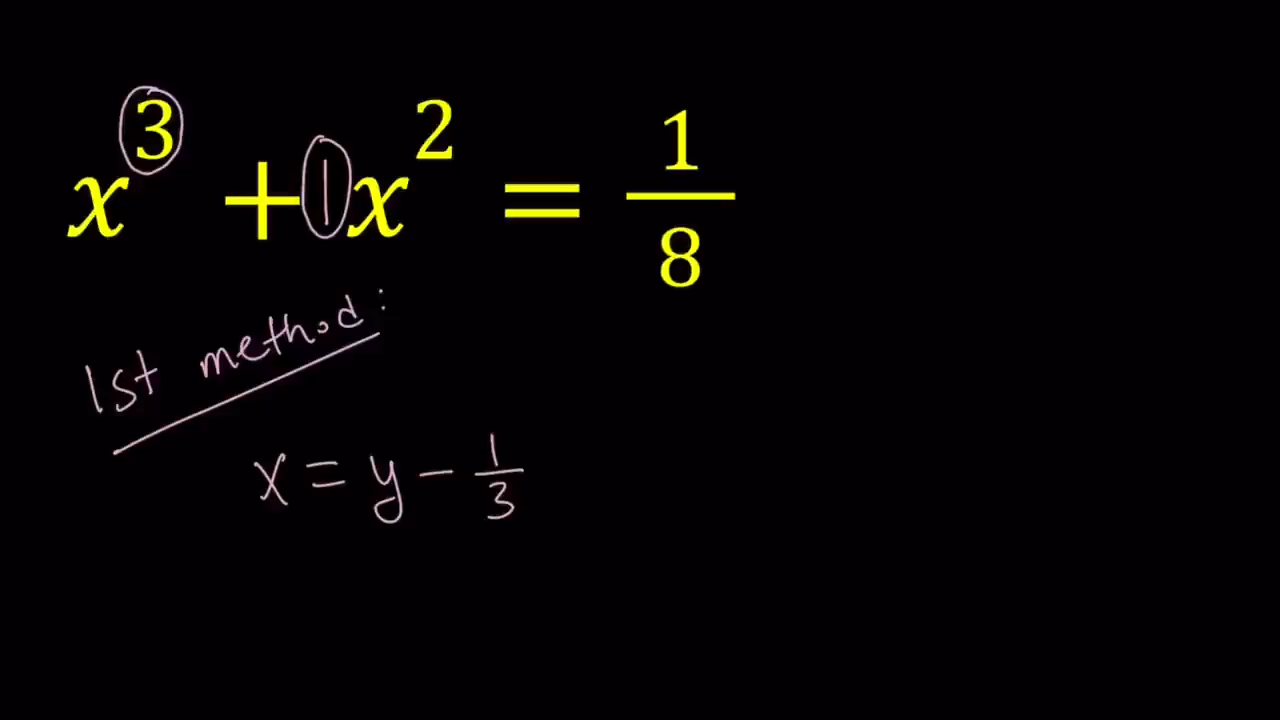 x³ + 1x² = 1/8
1st method:
x = y - 1/3